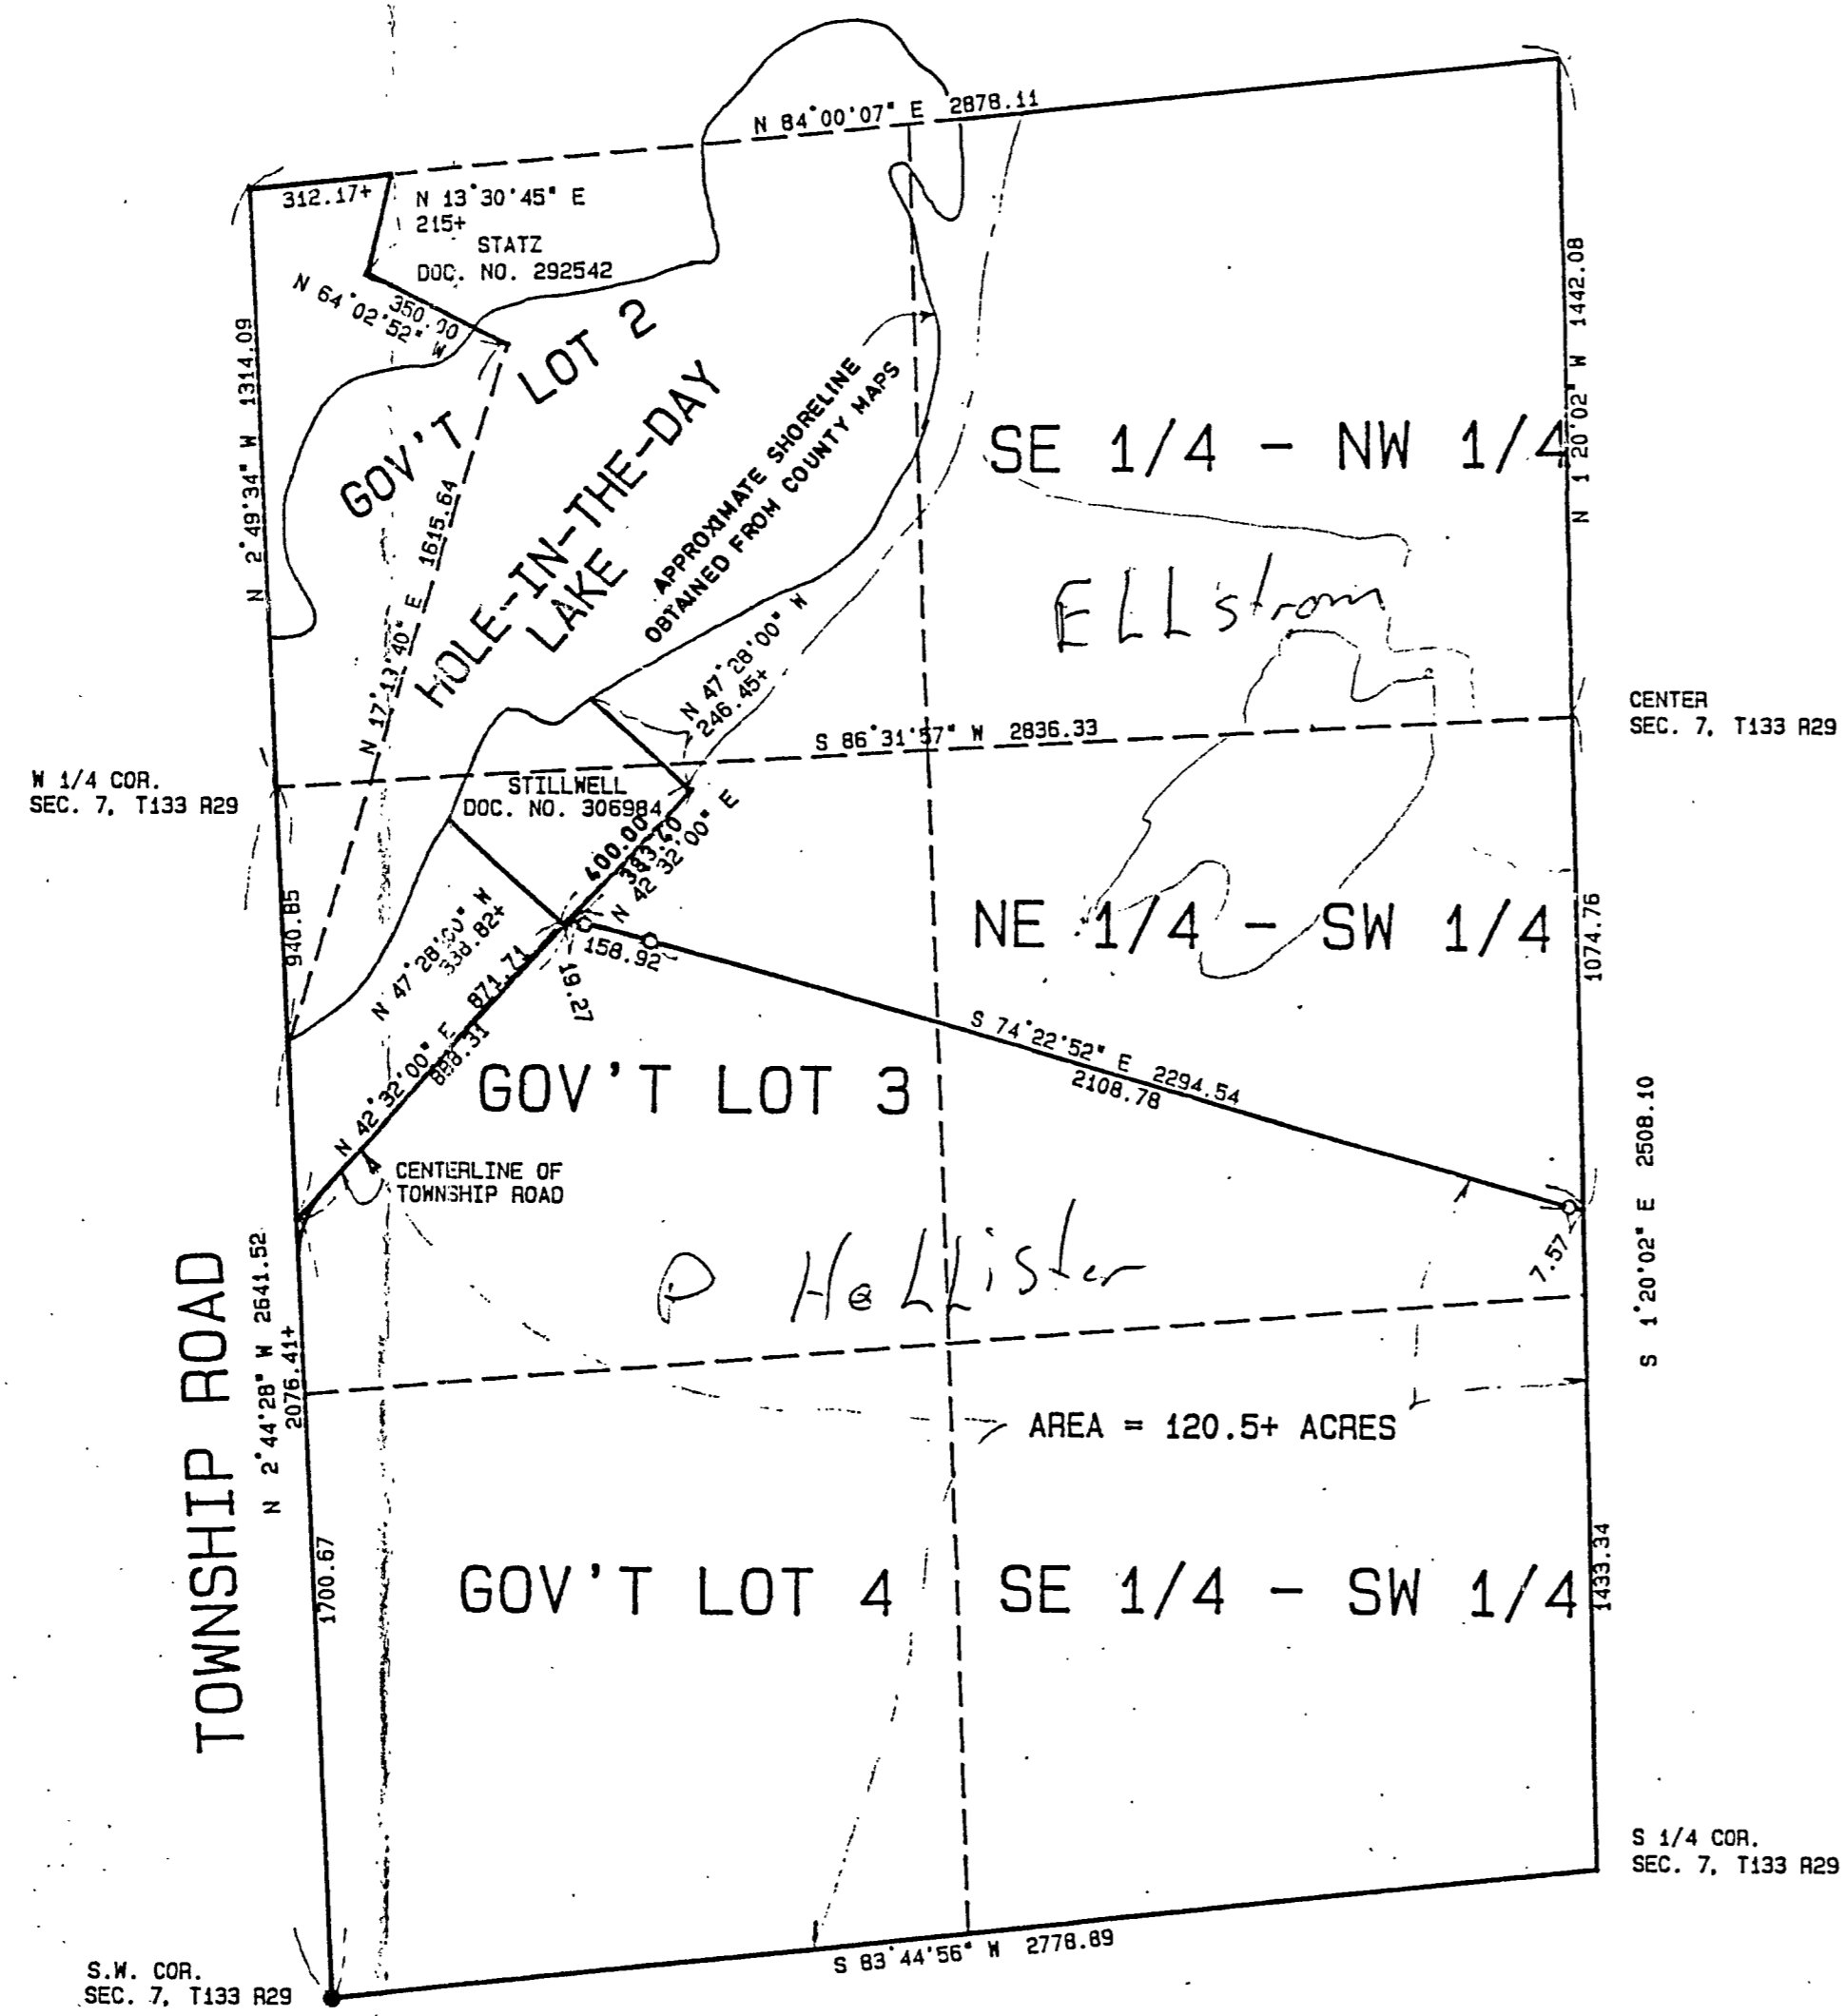 N 84°00'07" E 2878.11
312.17+
N 13°30'45" E
215+
STATZ
DOC. NO. 292542
N 64°02'52" W
350.00
N 2°49'34" W 1314.09
GOV'T LOT 2
HOLE-IN-THE-DAY
LAKE
APPROXIMATE SHORELINE
OBTAINED FROM COUNTY MAPS
N 1°20'02" W 1442.08
SE 1/4 - NW 1/4
1615.64
ELLstrom
N 47°28'00" W
246.45+
CENTER
SEC. 7, T133 R29
S 86°31'57" W 2836.33
W 1/4 COR.
SEC. 7, T133 R29
STILLWELL
DOC. NO. 306984
400.00
N 42°32'00" E
940.85
NE 1/4 - SW 1/4
1074.76
158.92
19.27
N 47°28'00" W
338.82+
N 42°32'00" E 871.71
S 74°22'52" E 2294.54
2108.78
GOV'T LOT 3
CENTERLINE OF
TOWNSHIP ROAD
S 1°20'02" E 2508.10
7.57
P HoLLister
TOWNSHIP ROAD
N 2°44'28" W 2641.52
2076.41+
AREA = 120.5+ ACRES
1700.67
GOV'T LOT 4
SE 1/4 - SW 1/4
1433.34
S 1/4 COR.
SEC. 7, T133 R29
S 83°44'56" W 2778.89
S.W. COR.
SEC. 7, T133 R29